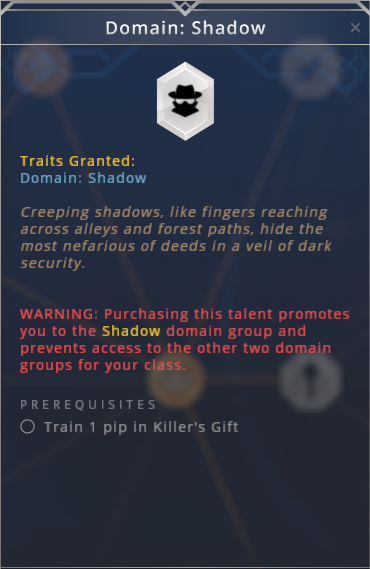 Domain: Shadow
Traits Granted:
Domain: Shadow
Creeping shadows, like fingers reaching
across alleys and forest paths, hide the
most nefarious of deeds in a veil of dark
security.
WARNING: Purchasing this talent promotes
you to the Shadow domain group and
prevents access to the other two domain
groups for your class.
PREREQUISITES
Train 1 pip in Killer's Gift